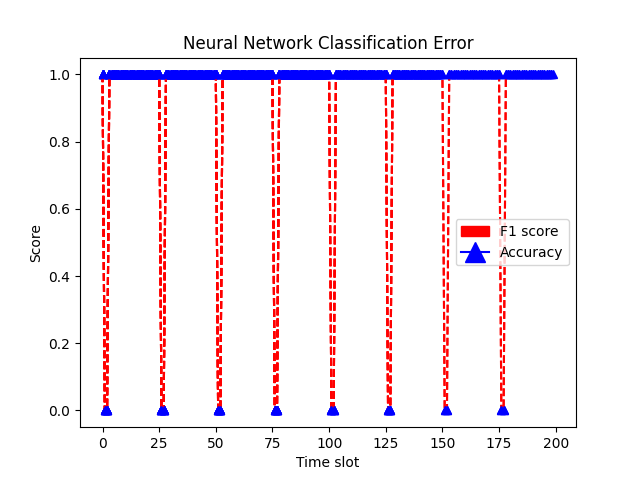 Neural Network Classification Error
1.0
0.8
0.6
0.4
0.2
0.0
Score
F1 score
Accuracy
0 25 50 75 100 125 150 175 200
Time slot